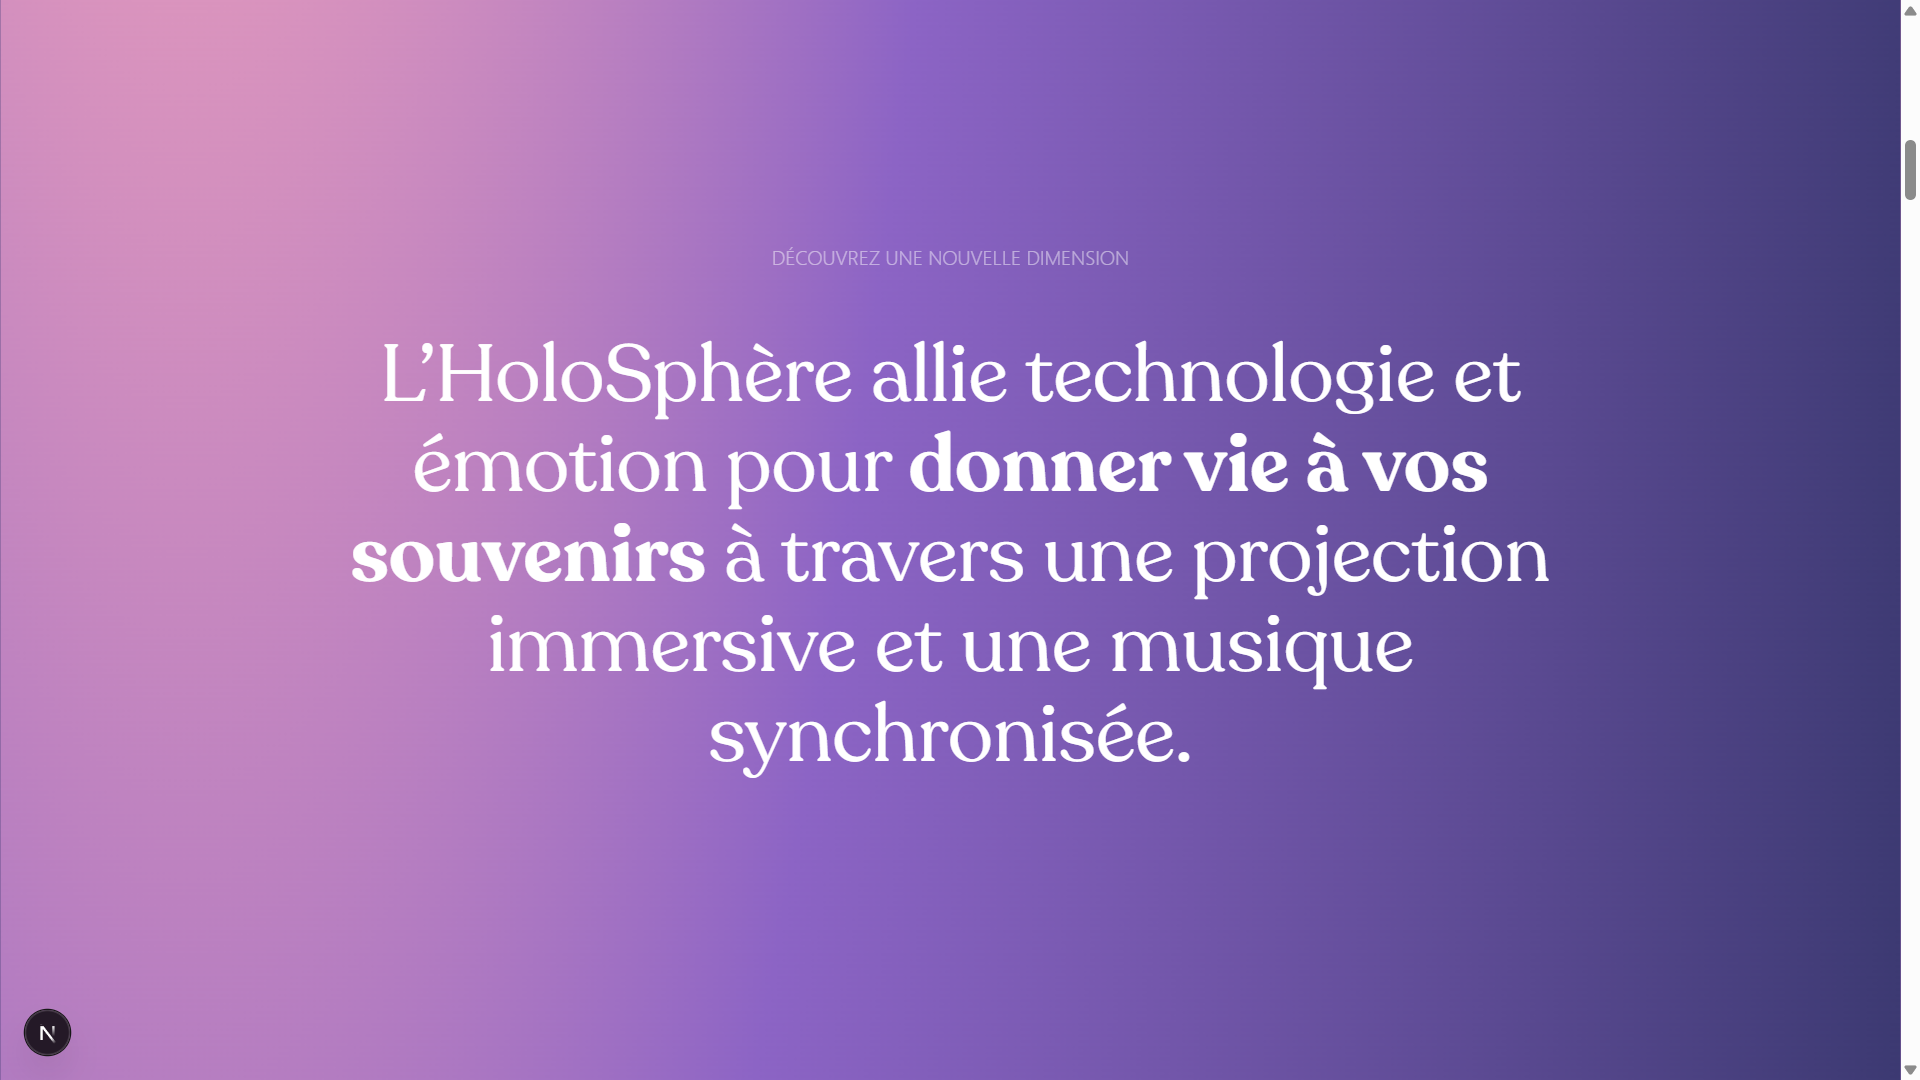 DÉCOUVREZ UNE NOUVELLE DIMENSION
L’HoloSphère allie technologie et
émotion pour donner vie à vos
souvenirs à travers une projection
immersive et une musique
synchronisée.
N